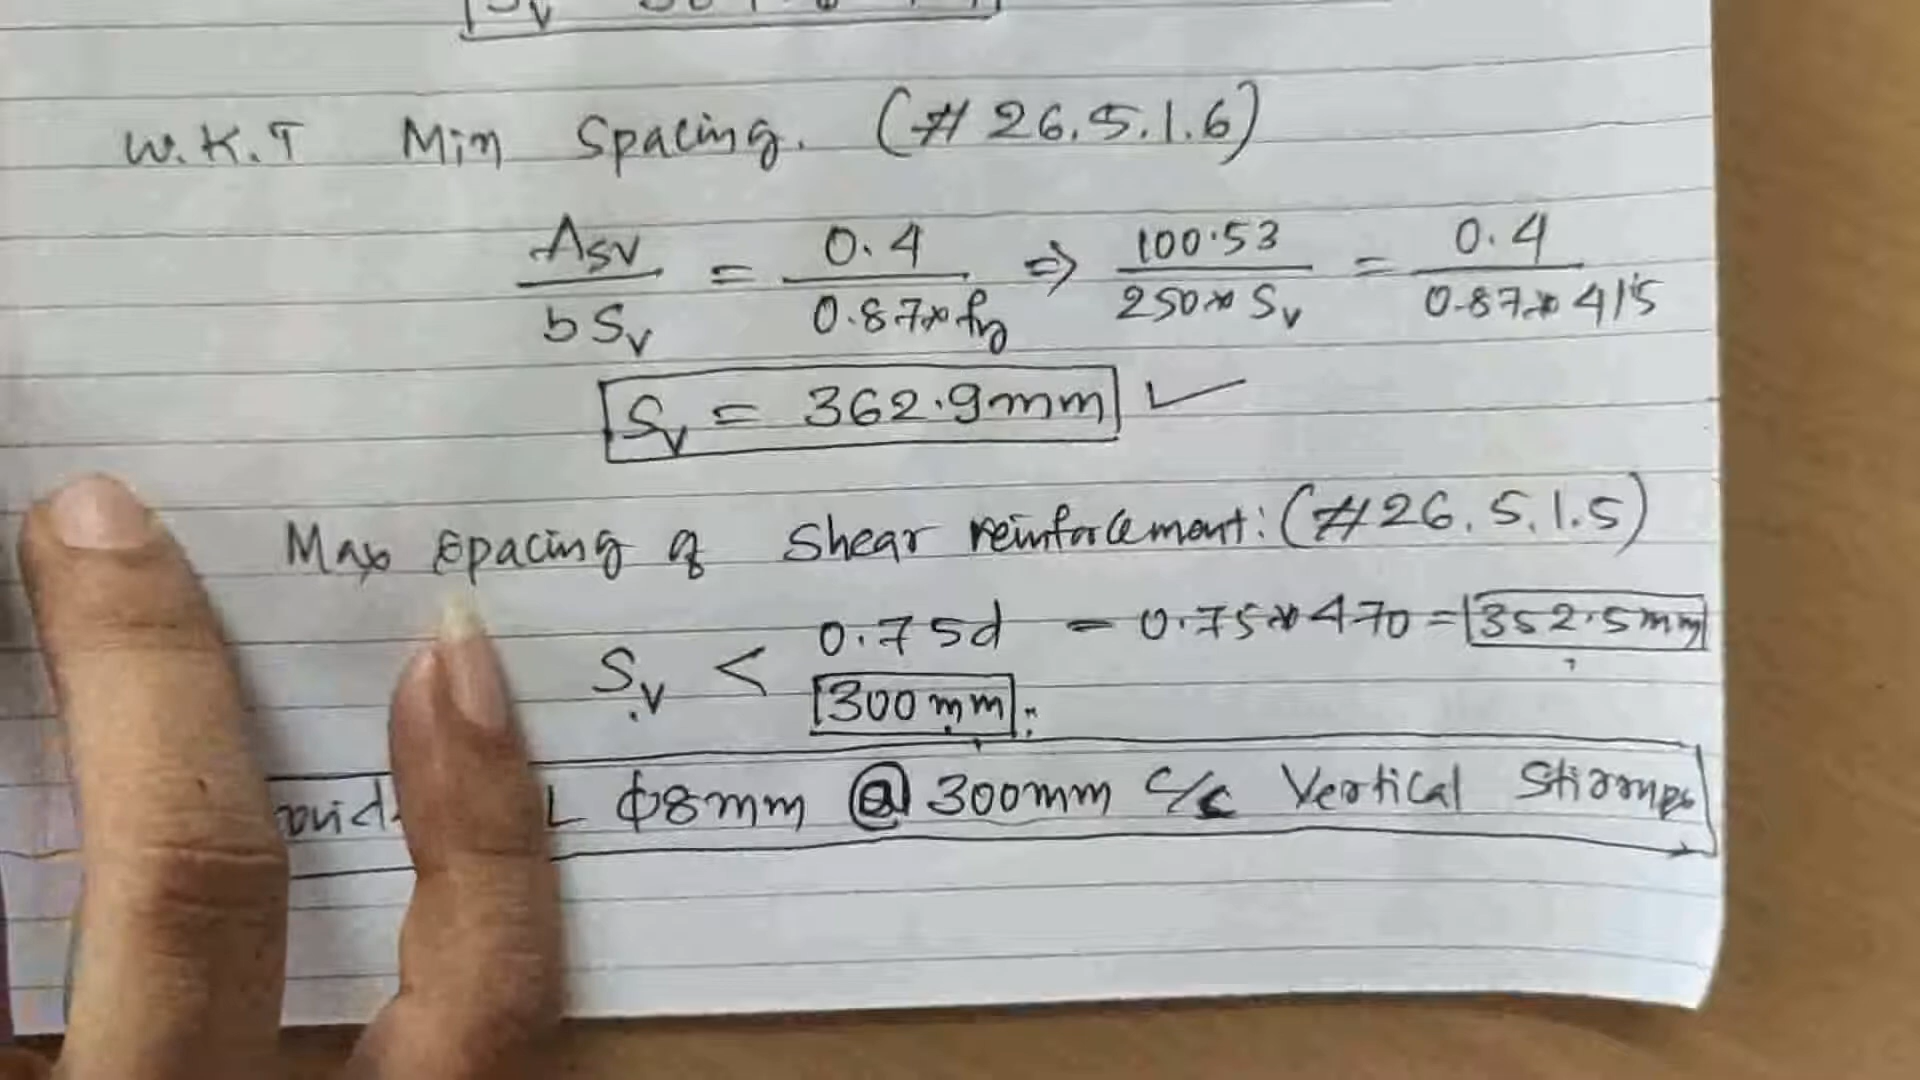 W.K.T Min Spacing. (# 26.5.1.6)
Asv / bSv = 0.4 / 0.87×fy ⇒ 100.53 / 250×Sv = 0.4 / 0.87×415
Sv = 362.9mm ✓
Max spacing of Shear reinforcement: (#26.5.1.5)
Sv < 0.75d - 0.75×470 = 352.5mm
300mm
L ϕ8mm @ 300mm c/c Vertical Stirrups